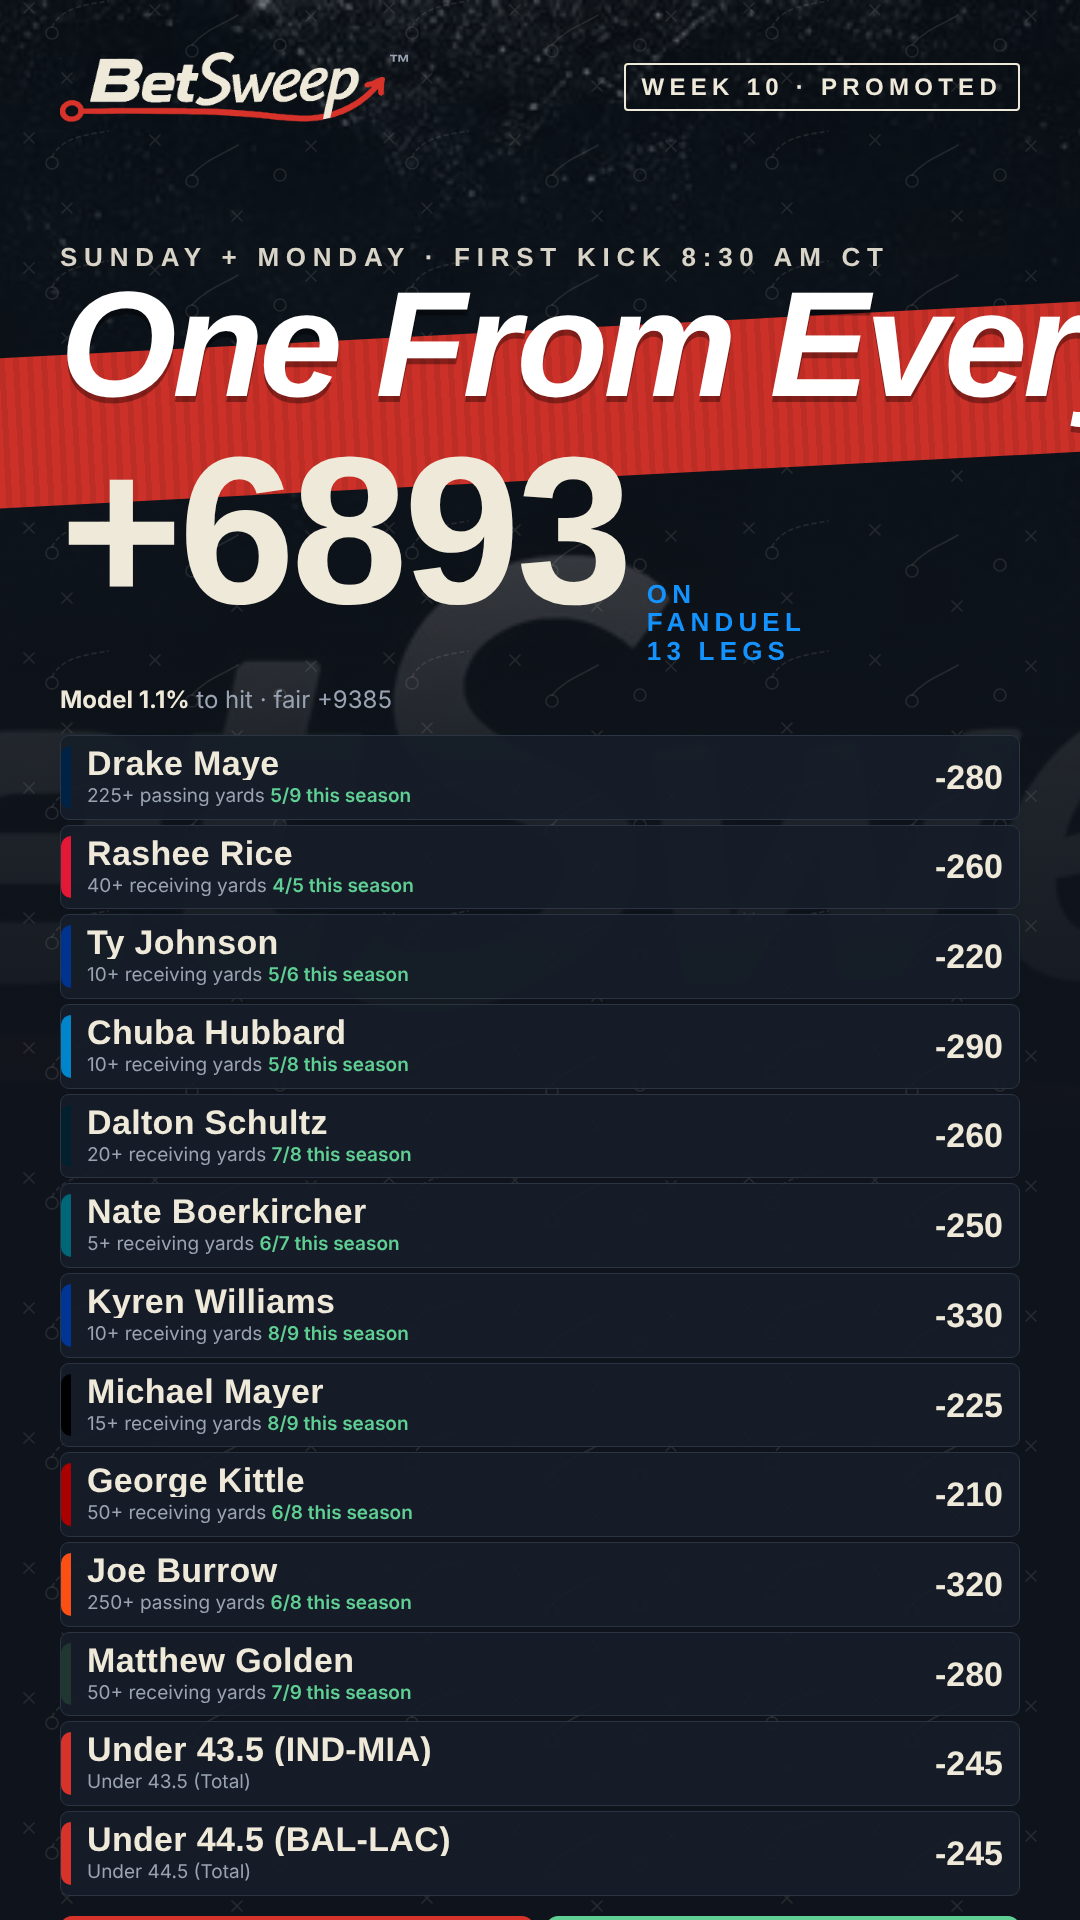 BetSweep™
WEEK 10 · PROMOTED
SUNDAY + MONDAY · FIRST KICK 8:30 AM CT
One From Every
+6893
ON
FANDUEL
13 LEGS
Model 1.1% to hit · fair +9385
Drake Maye
225+ passing yards 5/9 this season
-280
Rashee Rice
40+ receiving yards 4/5 this season
-260
Ty Johnson
10+ receiving yards 5/6 this season
-220
Chuba Hubbard
10+ receiving yards 5/8 this season
-290
Dalton Schultz
20+ receiving yards 7/8 this season
-260
Nate Boerkircher
5+ receiving yards 6/7 this season
-250
Kyren Williams
10+ receiving yards 8/9 this season
-330
Michael Mayer
15+ receiving yards 8/9 this season
-225
George Kittle
50+ receiving yards 6/8 this season
-210
Joe Burrow
250+ passing yards 6/8 this season
-320
Matthew Golden
50+ receiving yards 7/9 this season
-280
Under 43.5 (IND-MIA)
Under 43.5 (Total)
-245
Under 44.5 (BAL-LAC)
Under 44.5 (Total)
-245